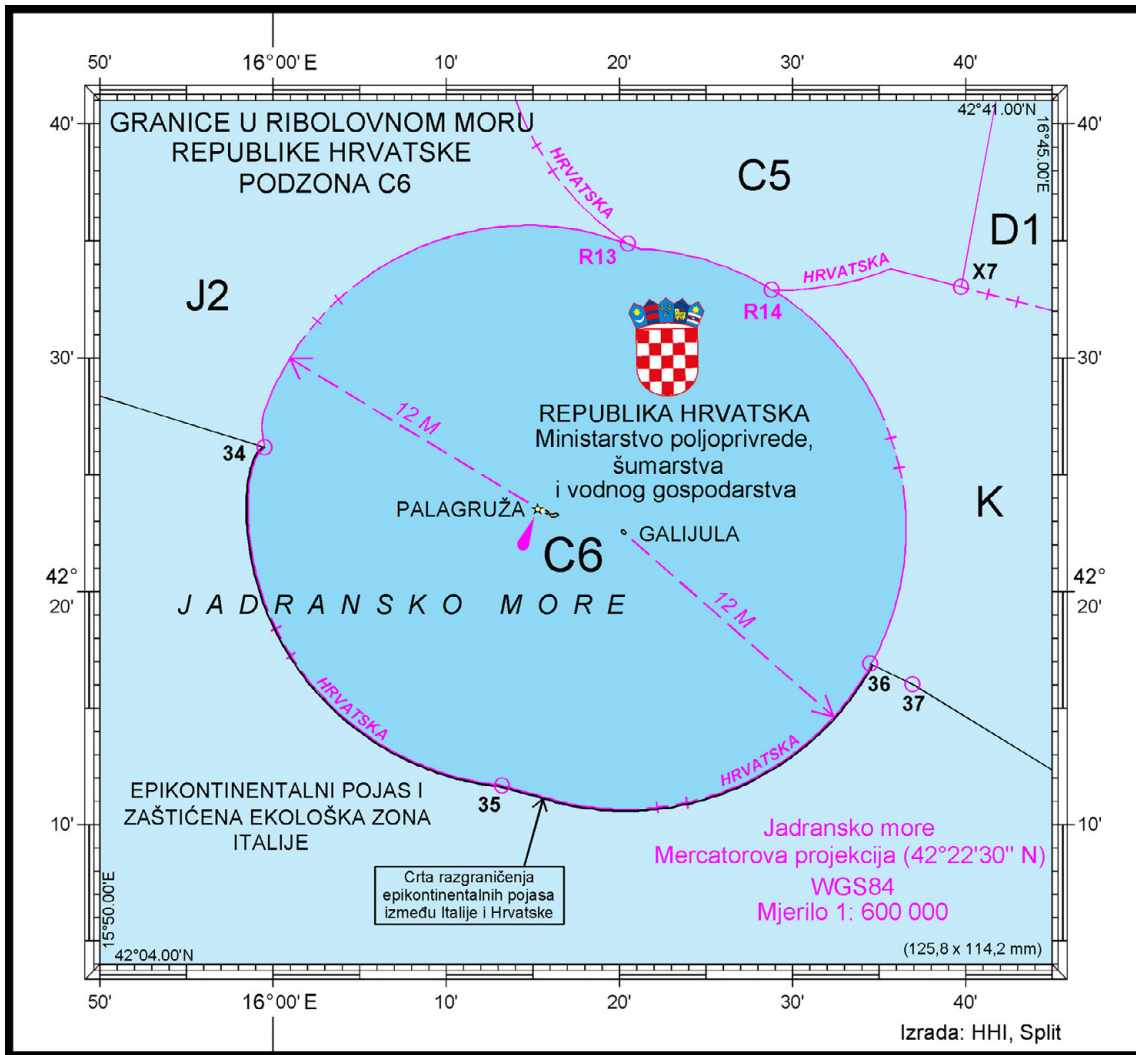 50'
16°00' E
10'
20'
30'
40'
40'
42°41.00'N
40'
16°45.00'E
GRANICE U RIBOLOVNOM MORU
REPUBLIKE HRVATSKE
PODZONA C6
HRVATSKA
C5
D1
R13
HRVATSKA
X7
J2
R14
30'
30'
12 M
REPUBLIKA HRVATSKA
Ministarstvo poljoprivrede,
šumarstva
i vodnog gospodarstva
34
PALAGRUŽA
K
GALIJULA
C6
42°
20'
42°
20'
JADRANSKO MORE
12 M
36
37
HRVATSKA
HRVATSKA
35
EPIKONTINENTALNI POJAS I
ZAŠTIĆENA EKOLOŠKA ZONA
ITALIJE
10'
10'
Jadransko more
Mercatorova projekcija (42°22'30" N)
WGS84
Mjerilo 1: 600 000
Crta razgraničenja
epikontinentalnih pojasa
između Italije i Hrvatske
15°50.00'E
42°04.00'N
(125,8 x 114,2 mm)
50'
16°00' E
10'
20'
30'
40'
Izrada: HHI, Split